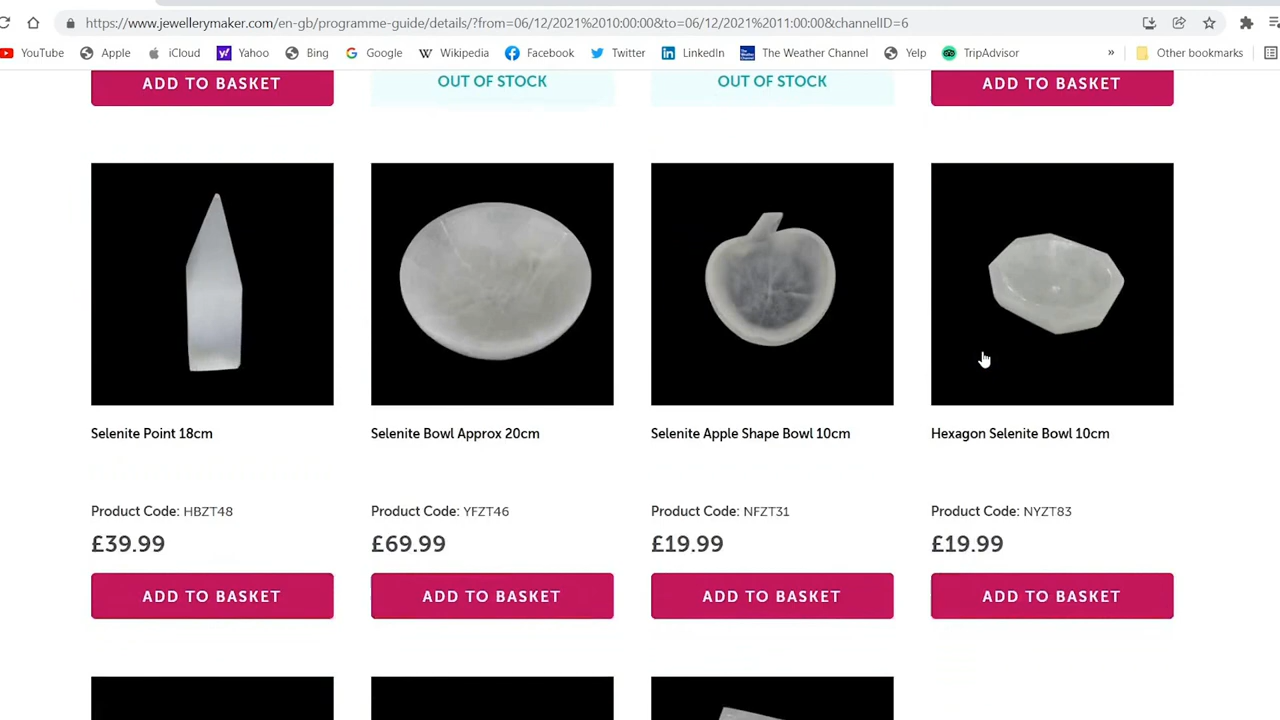 https://www.jewellerymaker.com/en-gb/programme-guide/details/?from=06/12/2021%2010:00:00&to=06/12/2021%2011:00:00&channelID=6
YouTube Apple iCloud Yahoo Bing Google Wikipedia Facebook Twitter LinkedIn The Weather Channel Yelp TripAdvisor » Other bookmarks
ADD TO BASKET OUT OF STOCK OUT OF STOCK ADD TO BASKET
Selenite Point 18cm Selenite Bowl Approx 20cm Selenite Apple Shape Bowl 10cm Hexagon Selenite Bowl 10cm
Product Code: HBZT48 Product Code: YFZT46 Product Code: NFZT31 Product Code: NYZT83
£39.99 £69.99 £19.99 £19.99
ADD TO BASKET ADD TO BASKET ADD TO BASKET ADD TO BASKET